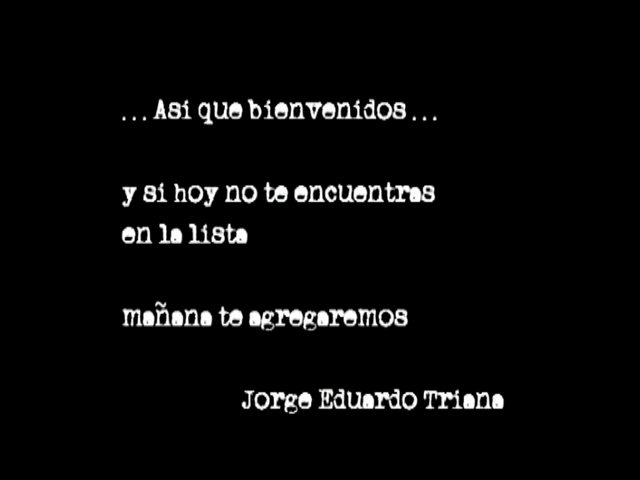 ...Asi que bienvenidos...
y si hoy no te encuentras
en la lista
mañana te agregaremos
Jorge Eduardo Triana